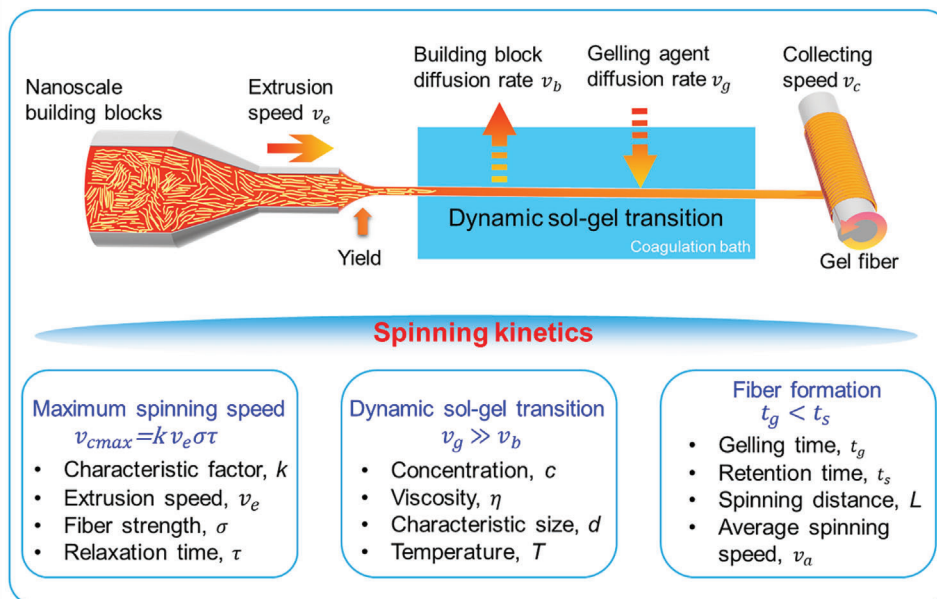 Nanoscale
building blocks
Extrusion
speed vₑ
Building block
diffusion rate v_b
Gelling agent
diffusion rate v_g
Collecting
speed v_c
Yield
Dynamic sol-gel transition
Coagulation bath
Gel fiber
Spinning kinetics
Maximum spinning speed
v_cmax=k vₑστ
• Characteristic factor, k
• Extrusion speed, vₑ
• Fiber strength, σ
• Relaxation time, τ
Dynamic sol-gel transition
v_g ≫ v_b
• Concentration, c
• Viscosity, η
• Characteristic size, d
• Temperature, T
Fiber formation
t_g < t_s
• Gelling time, t_g
• Retention time, t_s
• Spinning distance, L
• Average spinning
speed, v_a